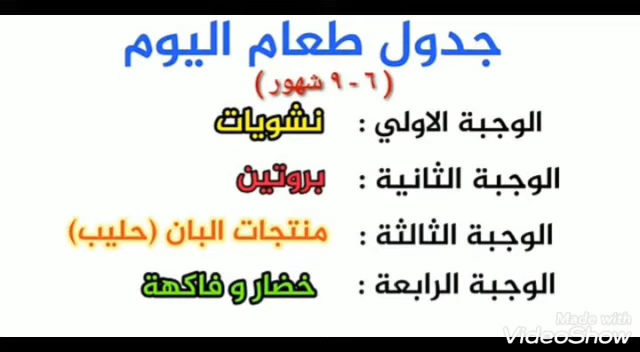 جدول طعام اليوم
(٦ - ٩ شهور)
الوجبة الاولي : نشويات
الوجبة الثانية : بروتين
الوجبة الثالثة : منتجات البان (حليب)
الوجبة الرابعة : خضار و فاكهة
Made with
VideoShow